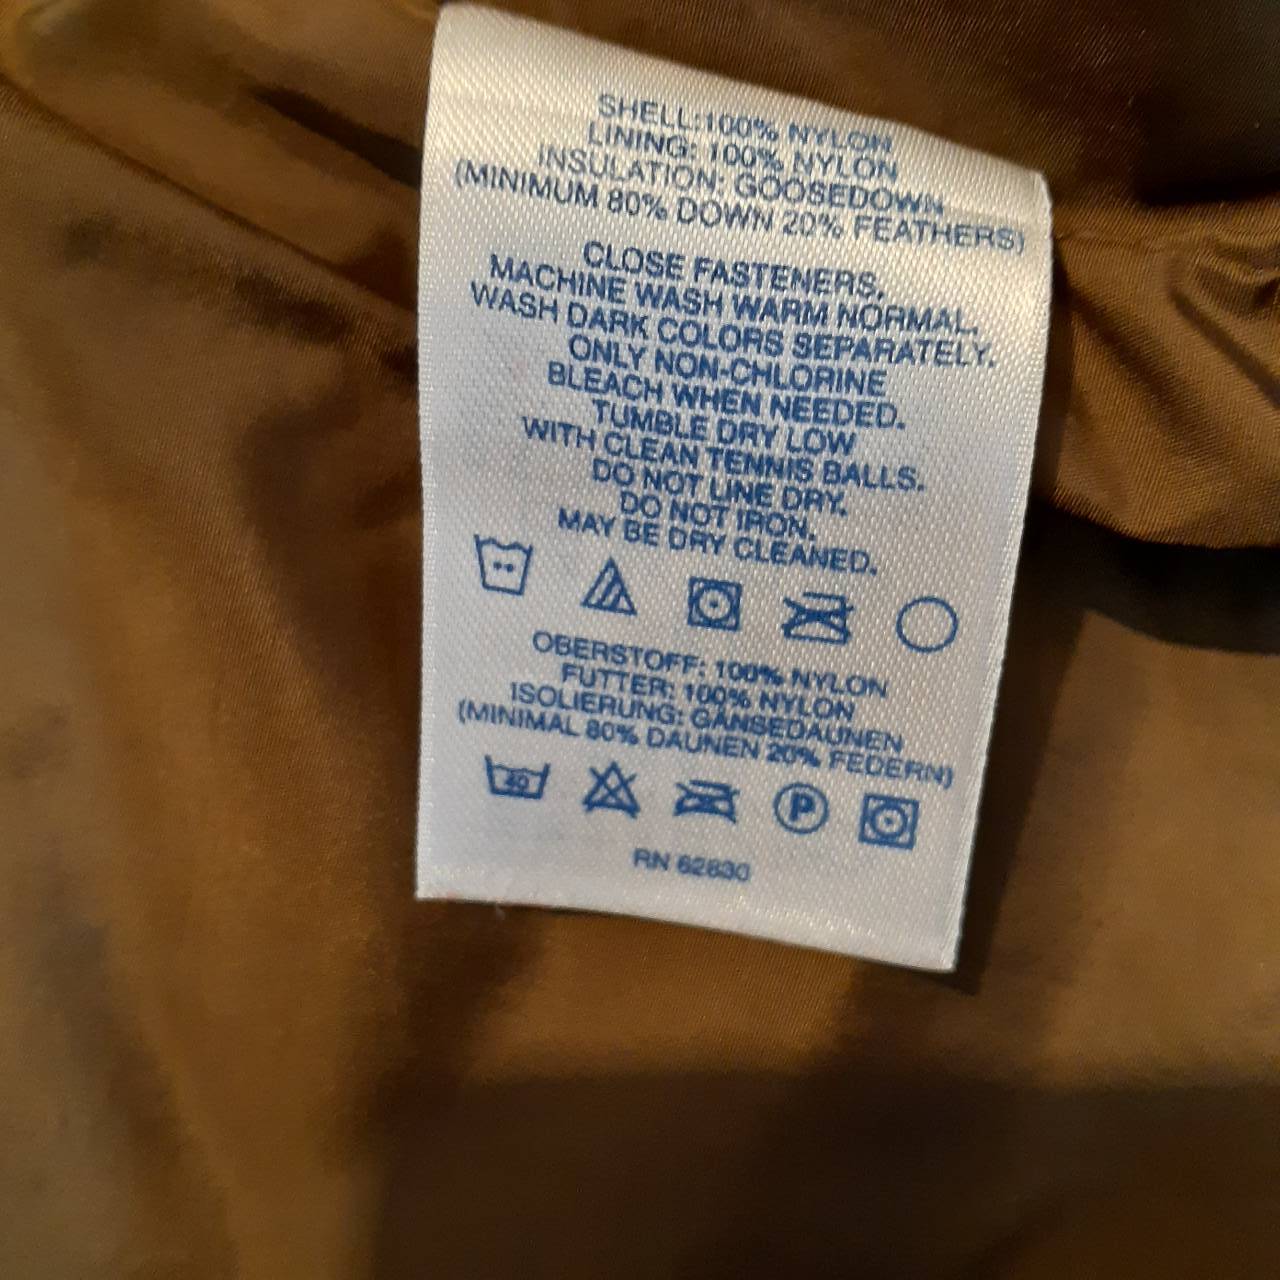 SHELL:100% NYLON
LINING: 100% NYLON
INSULATION: GOOSEDOWN
(MINIMUM 80% DOWN 20% FEATHERS)
CLOSE FASTENERS.
MACHINE WASH WARM NORMAL.
WASH DARK COLORS SEPARATELY.
ONLY NON-CHLORINE
BLEACH WHEN NEEDED.
TUMBLE DRY LOW
WITH CLEAN TENNIS BALLS.
DO NOT LINE DRY.
DO NOT IRON.
MAY BE DRY CLEANED.
OBERSTOFF: 100% NYLON
FUTTER: 100% NYLON
ISOLIERUNG: GÄNSEDAUNEN
(MINIMAL 80% DAUNEN 20% FEDERN)
40 P
RN 62830